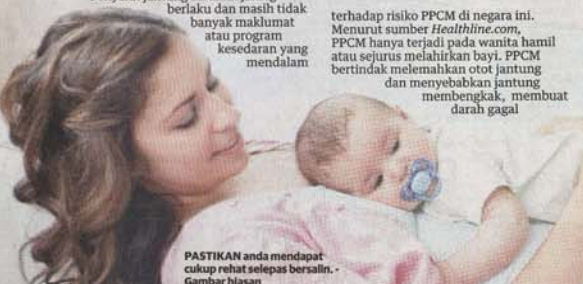 berlaku dan masih tidak
banyak maklumat
atau program
kesedaran yang
mendalam
terhadap risiko PPCM di negara ini.
Menurut sumber Healthline.com,
PPCM hanya terjadi pada wanita hamil
atau sejurus melahirkan bayi. PPCM
bertindak melemahkan otot jantung
dan menyebabkan jantung
membengkak, membuat
darah gagal
PASTIKAN anda mendapat
cukup rehat selepas bersalin. -
Gambar hiasan